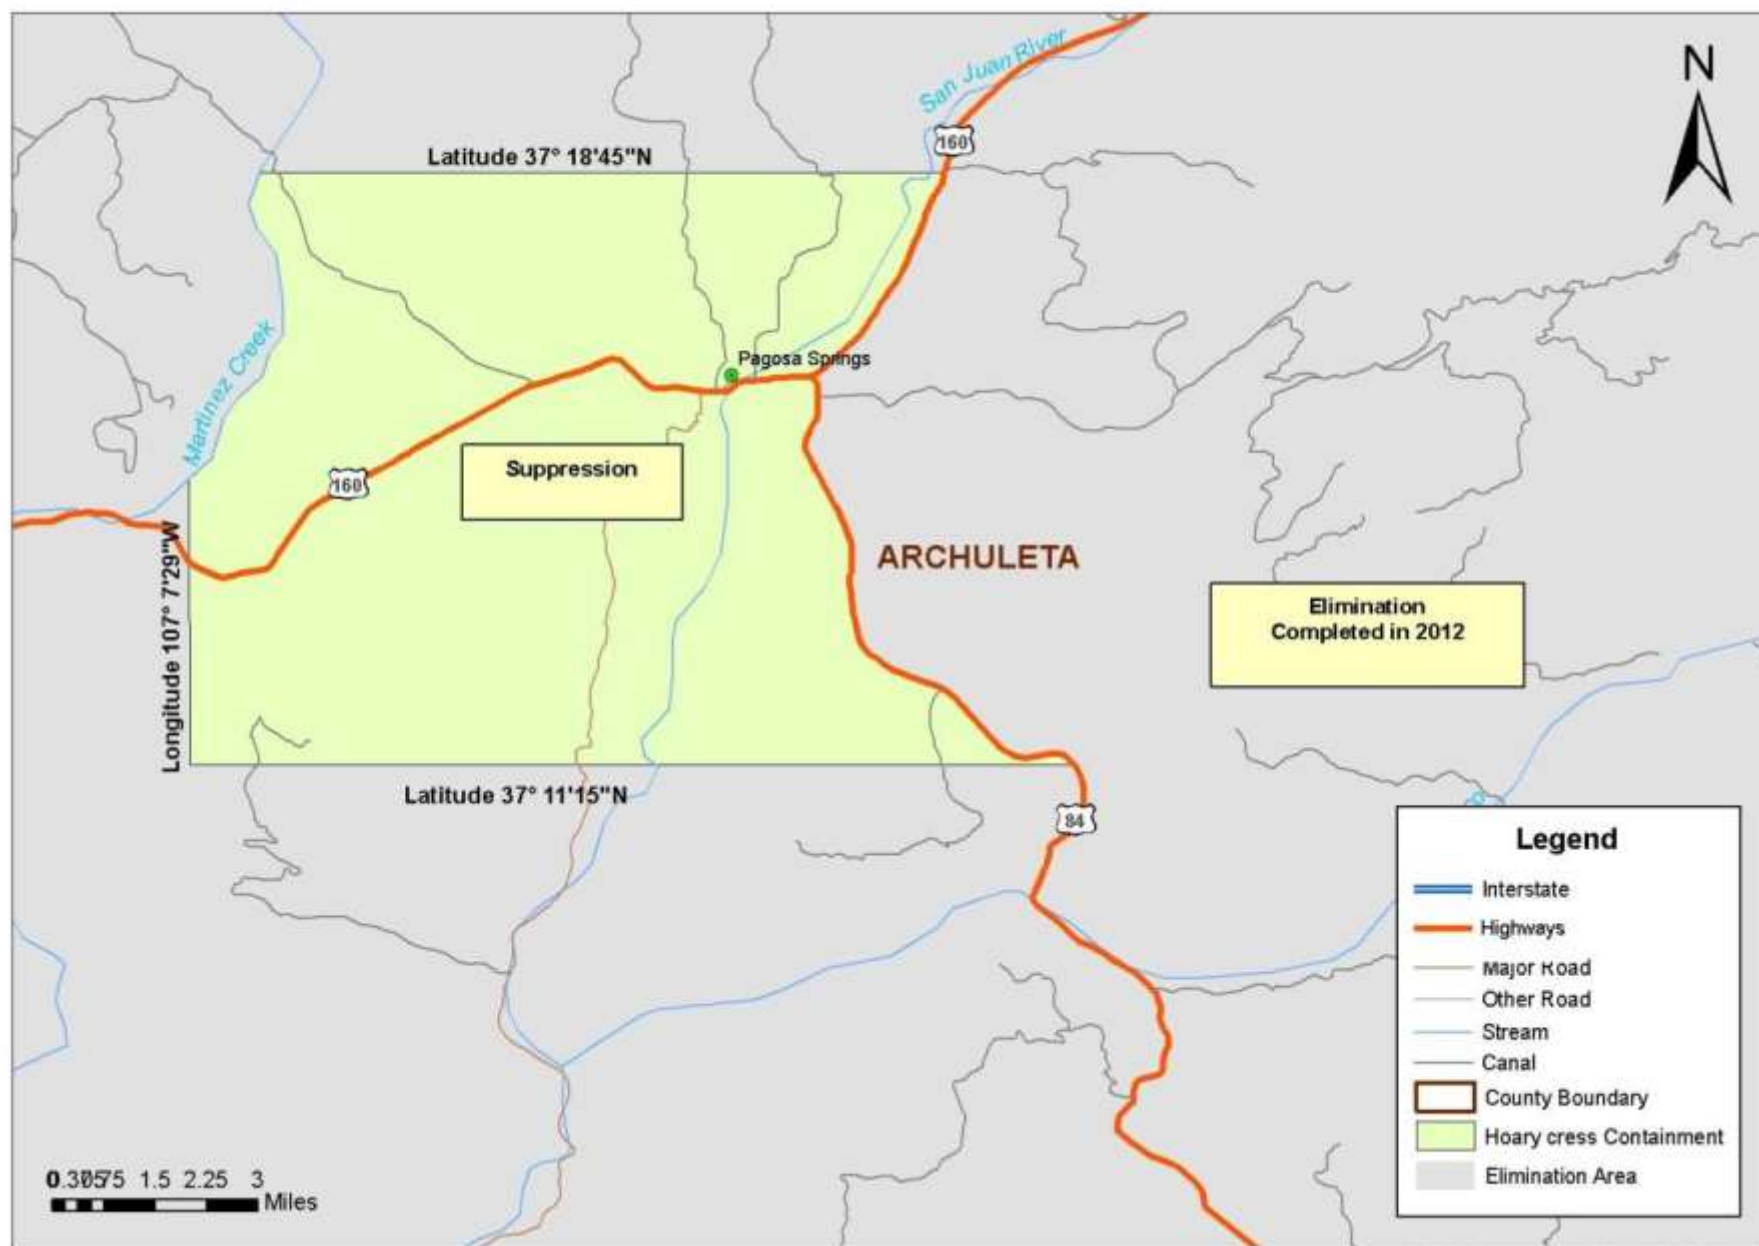 San Juan River
160
N
Latitude 37° 18'45"N
Pagosa Springs
Martinez Creek
Suppression
160
ARCHULETA
Longitude 107° 7'29"W
Elimination
Completed in 2012
Latitude 37° 11'15"N
84
Legend
Interstate
Highways
Major Road
Other Road
Stream
Canal
County Boundary
Hoary cress Containment
Elimination Area
1.5 2.25 3
Miles